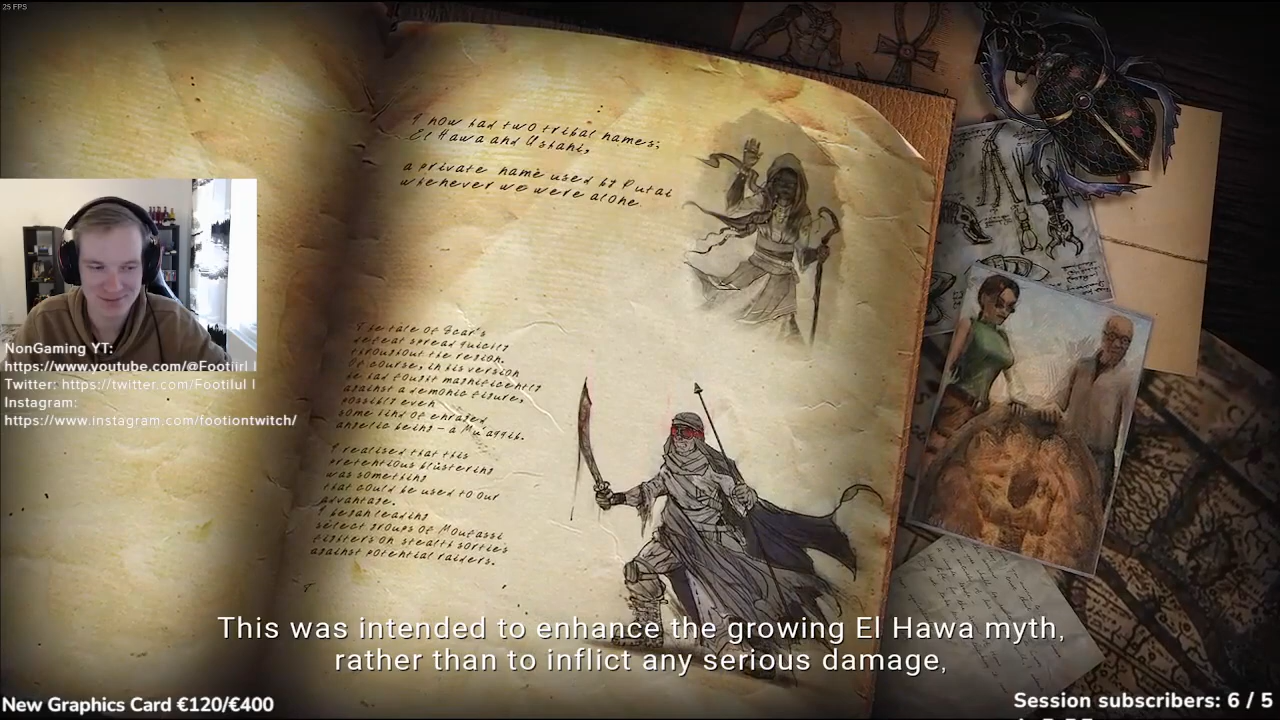 25 FPS
I now had two tribal names;
El Hawa and Ushani,
a private name used by Putai
whenever we were alone.
The tale of Scar's
defeat spread quickly
throughout the region.
Of course, in his version
he had fought magnificently
against a demonic figure,
possibly even
some kind of enraged
angelic being – a Mu'aqqib.
I realised that this
pretentious blustering
was something
that could be used to our
advantage.
I began leading
select groups of Moufassi
fighters on stealth sorties
against potential raiders.
NonGaming YT:
https://www.youtube.com/@Footiirl |
Twitter: https://twitter.com/Footilul |
Instagram:
https://www.instagram.com/footiontwitch/
This was intended to enhance the growing El Hawa myth,
rather than to inflict any serious damage,
New Graphics Card €120/€400
Session subscribers: 6 / 5